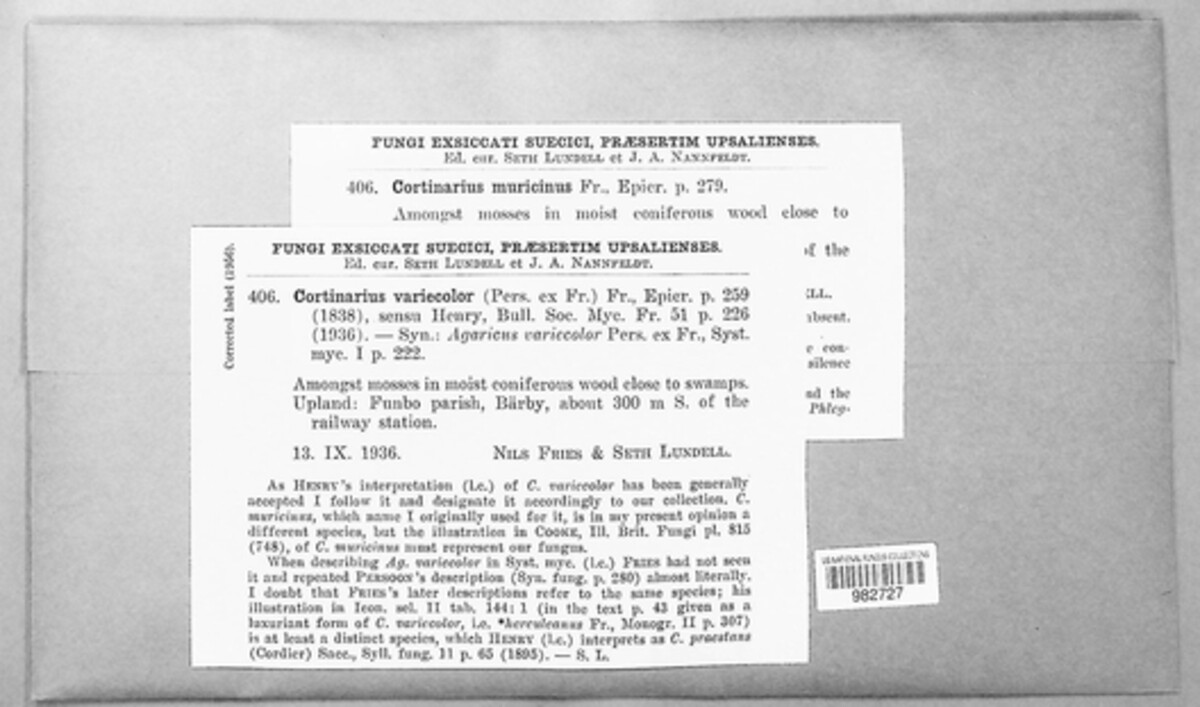 FUNGI EXSICCATI SUECICI, PRÆSERTIM UPSALIENSES.
Ed. cur. SETH LUNDELL et J. A. NANNFELDT.
406. Cortinarius muricinus Fr., Epicr. p. 279.
Amongst mosses in moist coniferous wood close to
of the
LL.
absent.
e con-
silence
nd the
Phleg-
Corrected label (1956).
FUNGI EXSICCATI SUECICI, PRÆSERTIM UPSALIENSES.
Ed. cur. SETH LUNDELL et J. A. NANNFELDT.
406. Cortinarius variecolor (Pers. ex Fr.) Fr., Epicr. p. 259
(1838), sensu Henry, Bull. Soc. Myc. Fr. 51 p. 226
(1936). — Syn.: Agaricus variecolor Pers. ex Fr., Syst.
myc. I p. 222.
Amongst mosses in moist coniferous wood close to swamps.
Upland: Funbo parish, Bärby, about 300 m S. of the
railway station.
13. IX. 1936. NILS FRIES & SETH LUNDELL.
As HENRY's interpretation (l.c.) of C. variecolor has been generally
accepted I follow it and designate it accordingly to our collection. C.
muricinus, which name I originally used for it, is in my present opinion a
different species, but the illustration in COOKE, Ill. Brit. Fungi pl. 815
(748), of C. muricinus must represent our fungus.
When describing Ag. variecolor in Syst. myc. (l.c.) FRIES had not seen
it and repeated PERSOON's description (Syn. fung. p. 280) almost literally.
I doubt that FRIES's later descriptions refer to the same species; his
illustration in Icon. sel. II tab. 144: 1 (in the text p. 43 given as a
luxuriant form of C. variecolor, i.e. *herculeanus Fr., Monogr. II p. 307)
is at least a distinct species, which HENRY (l.c.) interprets as C. praestans
(Cordier) Sacc., Syll. fung. 11 p. 65 (1895). — S. L.
US NATIONAL FUNGUS COLLECTIONS
982727